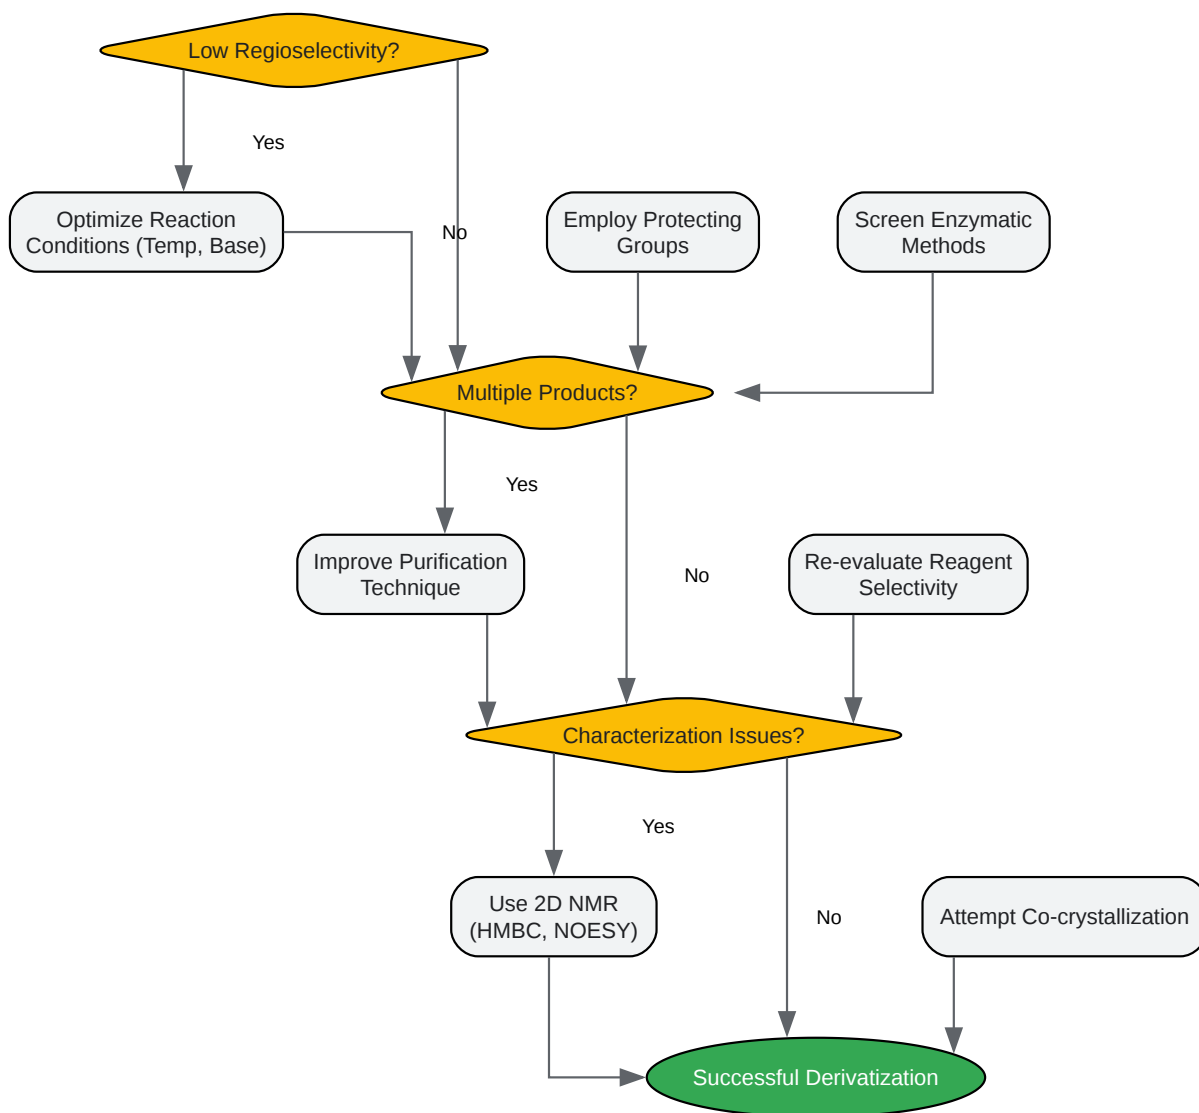 Low Regioselectivity?
Yes
Optimize Reaction
Conditions (Temp, Base)
No
Employ Protecting
Groups
Screen Enzymatic
Methods
Multiple Products?
Yes
Improve Purification
Technique
No
Re-evaluate Reagent
Selectivity
Characterization Issues?
Yes
Use 2D NMR
(HMBC, NOESY)
No
Attempt Co-crystallization
Successful Derivatization